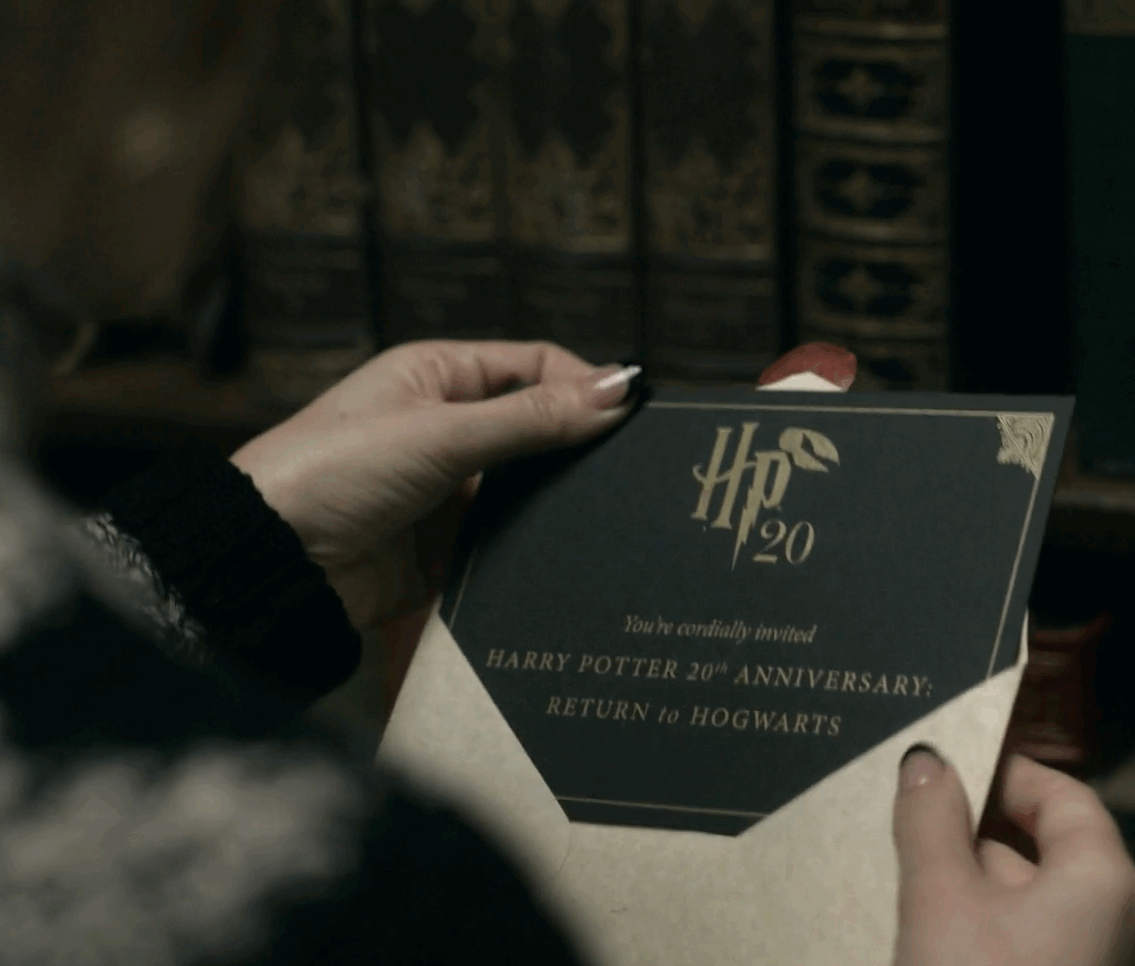 HP
20
You're cordially invited
HARRY POTTER 20th ANNIVERSARY:
RETURN to HOGWARTS